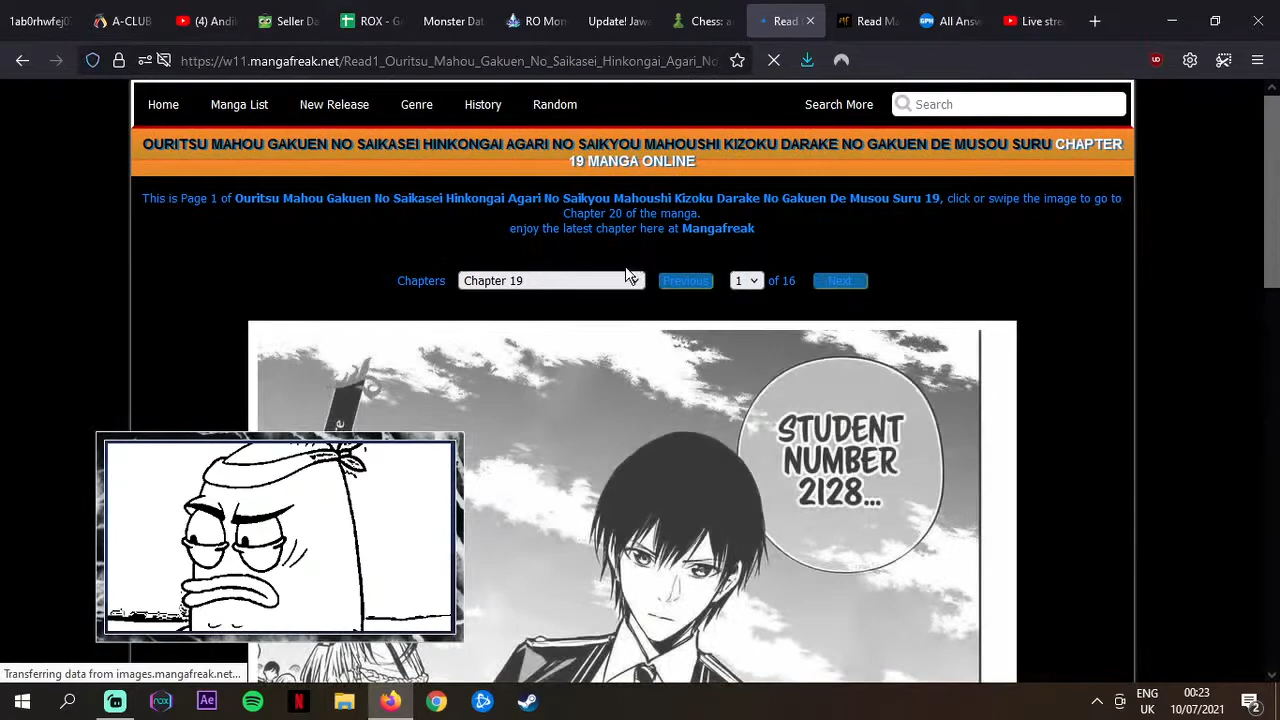 1ab0rhwfej0
A-CLUB
(4) Andi
Seller Da
ROX - G
Monster Dat
RO Mon
Update! Jaw
Chess: a
Read
Read Ma
All Answ
Live stre
https://w11.mangafreak.net/Read1_Ouritsu_Mahou_Gakuen_No_Saikasei_Hinkongai_Agari_No
Home
Manga List
New Release
Genre
History
Random
Search More
Search
OURITSU MAHOU GAKUEN NO SAIKASEI HINKONGAI AGARI NO SAIKYOU MAHOUSHI KIZOKU DARAKE NO GAKUEN DE MUSOU SURU CHAPTER
19 MANGA ONLINE
This is Page 1 of Ouritsu Mahou Gakuen No Saikasei Hinkongai Agari No Saikyou Mahoushi Kizoku Darake No Gakuen De Musou Suru 19, click or swipe the image to go to
Chapter 20 of the manga.
enjoy the latest chapter here at Mangafreak
Chapters
Chapter 19
Previous
1
of 16
Next
STUDENT
NUMBER
2128...
Transferring data from images.mangafreak.net...
ENG
UK
00:23
10/07/2021
2